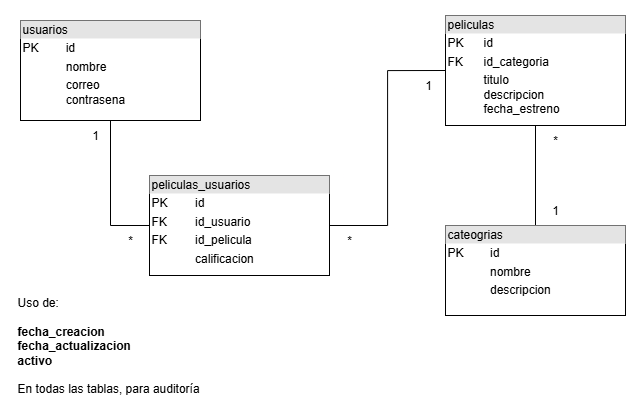 usuarios
PK id
nombre
correo
contrasena
1
*
peliculas_usuarios
PK id
FK id_usuario
FK id_pelicula
calificacion
*
1
peliculas
PK id
FK id_categoria
titulo
descripcion
fecha_estreno
*
1
cateogrias
PK id
nombre
descripcion
Uso de:
fecha_creacion
fecha_actualizacion
activo
En todas las tablas, para auditoría